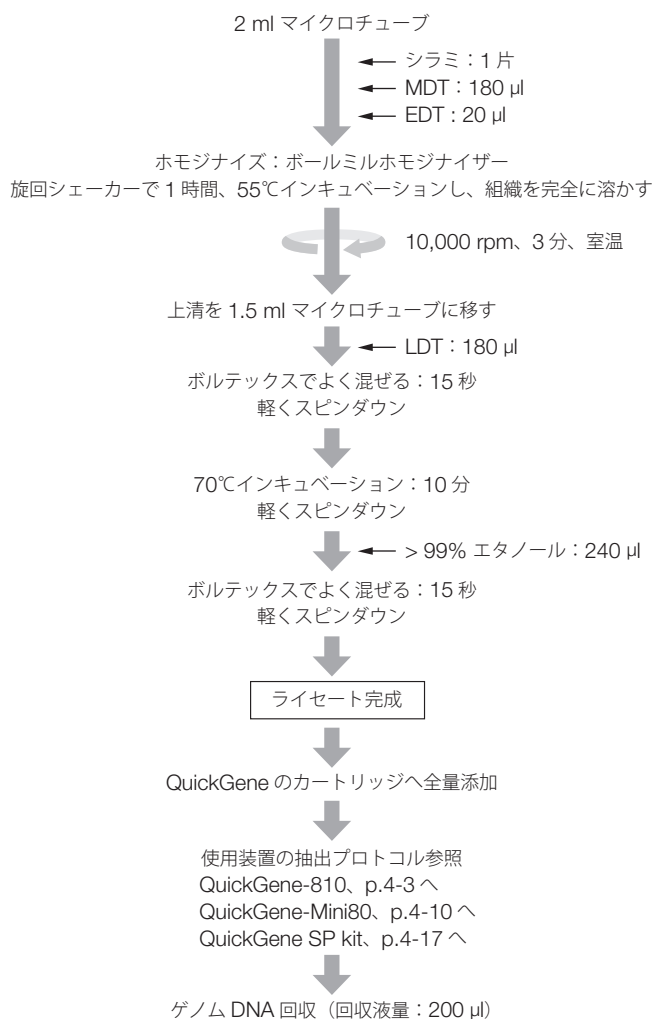 2 ml マイクロチューブ
シラミ：1 片
MDT：180 μl
EDT : 20 μl
ホモジナイズ：ボールミルホモジナイザー
旋回シェーカーで 1 時間、55℃インキュベーションし、組織を完全に溶かす
10,000 rpm、3 分、室温
上清を 1.5 ml マイクロチューブに移す
LDT：180 μl
ボルテックスでよく混ぜる：15 秒
軽くスピンダウン
70℃インキュベーション：10 分
軽くスピンダウン
> 99% エタノール：240 μl
ボルテックスでよく混ぜる：15 秒
軽くスピンダウン
ライセート完成
QuickGene のカートリッジへ全量添加
使用装置の抽出プロトコル参照
QuickGene-810、p.4-3 へ
QuickGene-Mini80、p.4-10 へ
QuickGene SP kit、p.4-17 へ
ゲノム DNA 回収（回収液量：200 μl）